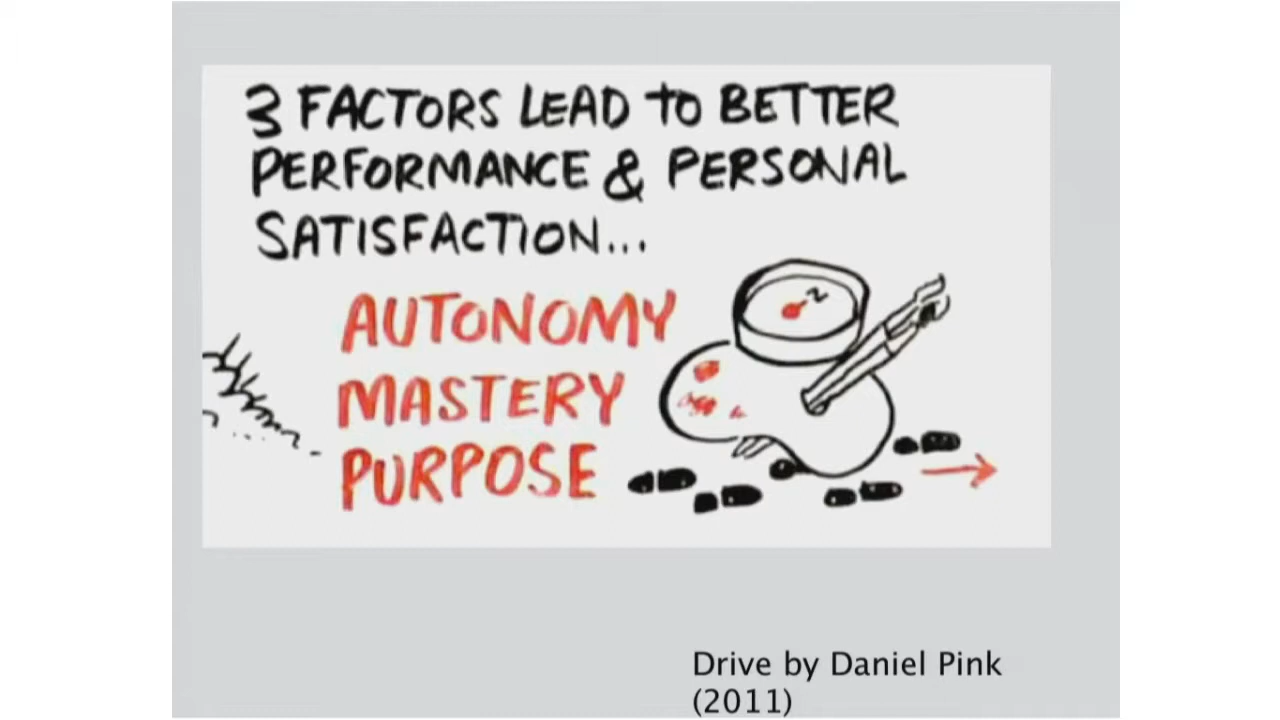 3 FACTORS LEAD TO BETTER
PERFORMANCE & PERSONAL
SATISFACTION...
AUTONOMY
MASTERY
PURPOSE
Drive by Daniel Pink
(2011)